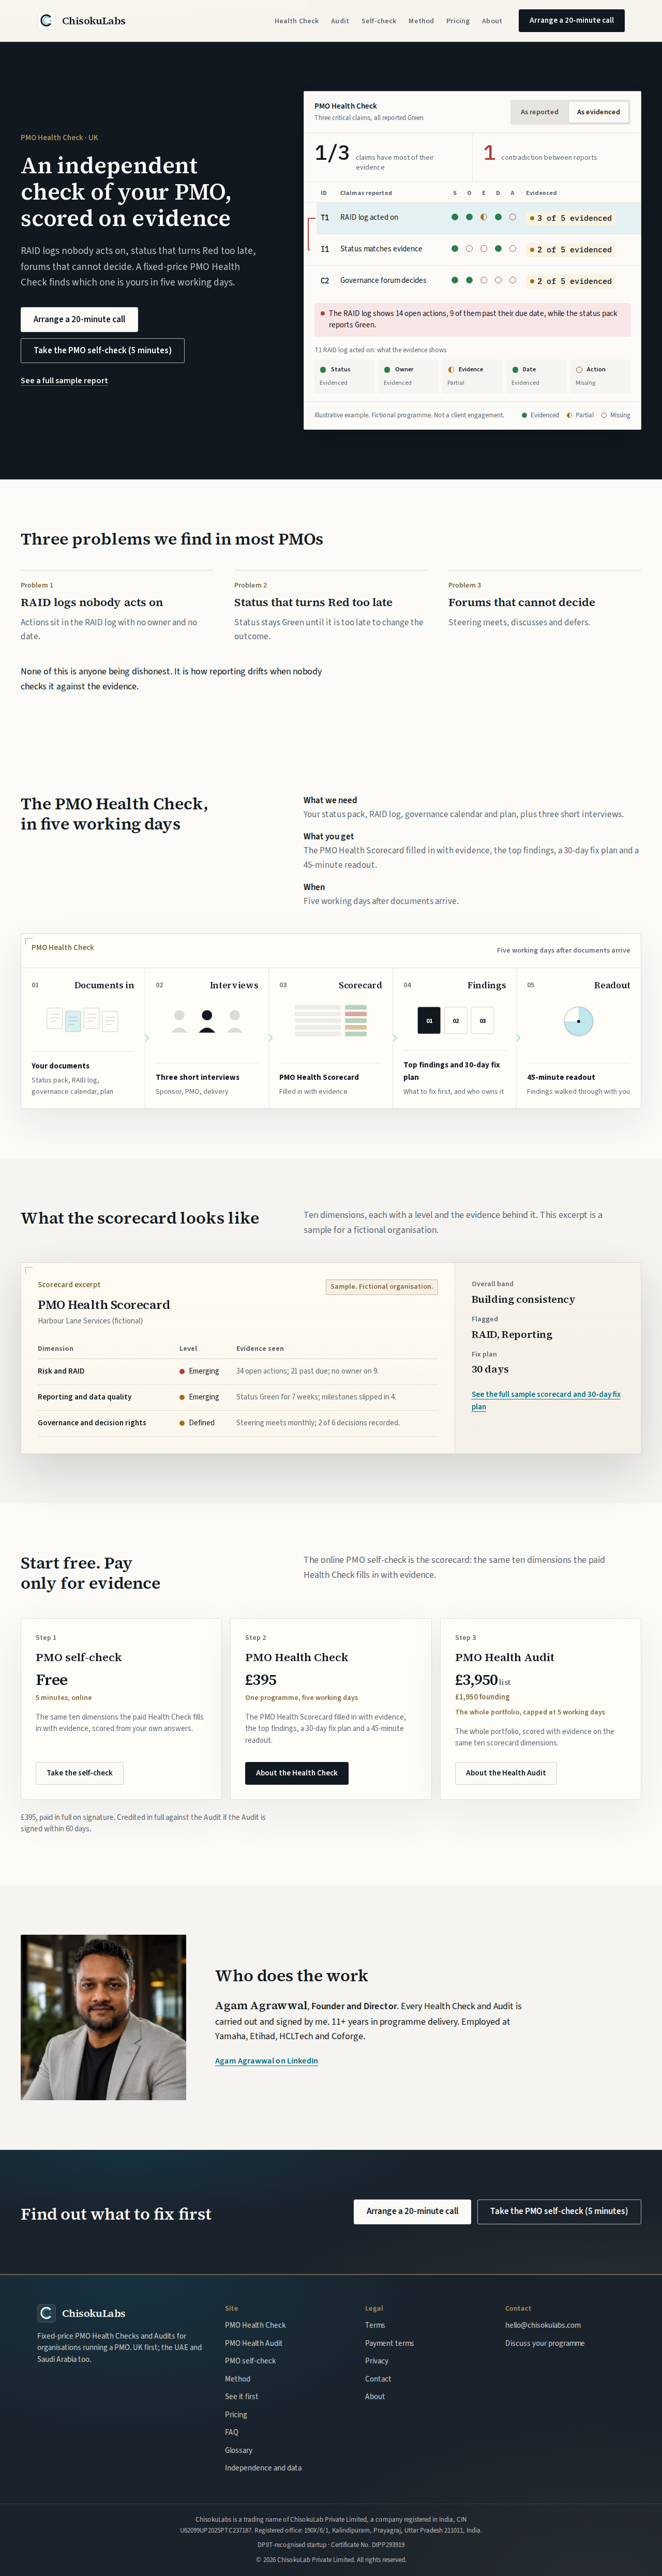 ChisokuLabs
Health Check Audit Self-check Method Pricing About Arrange a 20-minute call
PMO Health Check · UK
An independent
check of your PMO,
scored on evidence
RAID logs nobody acts on, status that turns Red too late,
forums that cannot decide. A fixed-price PMO Health
Check finds which one is yours in five working days.
Arrange a 20-minute call
Take the PMO self-check (5 minutes)
See a full sample report
PMO Health Check
Three critical claims, all reported Green
As reported As evidenced
1/3 claims have most of their
evidence
1 contradiction between reports
ID Claim as reported S O E D A Evidenced
T1 RAID log acted on 3 of 5 evidenced
I1 Status matches evidence 2 of 5 evidenced
C2 Governance forum decides 2 of 5 evidenced
The RAID log shows 14 open actions, 9 of them past their due date, while the status pack
reports Green.
T1 RAID log acted on: what the evidence shows
Status Owner Evidence Date Action
Evidenced Evidenced Partial Evidenced Missing
Illustrative example. Fictional programme. Not a client engagement. Evidenced Partial Missing
Three problems we find in most PMOs
Problem 1
RAID logs nobody acts on
Actions sit in the RAID log with no owner and no
date.
Problem 2
Status that turns Red too late
Status stays Green until it is too late to change the
outcome.
Problem 3
Forums that cannot decide
Steering meets, discusses and defers.
None of this is anyone being dishonest. It is how reporting drifts when nobody
checks it against the evidence.
The PMO Health Check,
in five working days
What we need
Your status pack, RAID log, governance calendar and plan, plus three short interviews.
What you get
The PMO Health Scorecard filled in with evidence, the top findings, a 30-day fix plan and a
45-minute readout.
When
Five working days after documents arrive.
PMO Health Check
Five working days after documents arrive
01 Documents in
Your documents
Status pack, RAID log,
governance calendar, plan
02 Interviews
Three short interviews
Sponsor, PMO, delivery
03 Scorecard
PMO Health Scorecard
Filled in with evidence
04 Findings
01 02 03
Top findings and 30-day fix
plan
What to fix first, and who owns it
05 Readout
45-minute readout
Findings walked through with you
What the scorecard looks like
Ten dimensions, each with a level and the evidence behind it. This excerpt is a
sample for a fictional organisation.
Scorecard excerpt
Sample. Fictional organisation.
PMO Health Scorecard
Harbour Lane Services (fictional)
Dimension Level Evidence seen
Risk and RAID Emerging 34 open actions; 21 past due; no owner on 9.
Reporting and data quality Emerging Status Green for 7 weeks; milestones slipped in 4.
Governance and decision rights Defined Steering meets monthly; 2 of 6 decisions recorded.
Overall band
Building consistency
Flagged
RAID, Reporting
Fix plan
30 days
See the full sample scorecard and 30-day fix
plan
Start free. Pay
only for evidence
The online PMO self-check is the scorecard: the same ten dimensions the paid
Health Check fills in with evidence.
Step 1
PMO self-check
Free
5 minutes, online
The same ten dimensions the paid Health Check fills
in with evidence, scored from your own answers.
Take the self-check
Step 2
PMO Health Check
£395
One programme, five working days
The PMO Health Scorecard filled in with evidence,
the top findings, a 30-day fix plan and a 45-minute
readout.
About the Health Check
Step 3
PMO Health Audit
£3,950 list
£1,950 founding
The whole portfolio, capped at 5 working days
The whole portfolio, scored with evidence on the
same ten scorecard dimensions.
About the Health Audit
£395, paid in full on signature. Credited in full against the Audit if the Audit is
signed within 60 days.
Who does the work
Agam Agrawwal, Founder and Director. Every Health Check and Audit is
carried out and signed by me. 11+ years in programme delivery. Employed at
Yamaha, Etihad, HCLTech and Coforge.
Agam Agrawwal on LinkedIn
Find out what to fix first
Arrange a 20-minute call Take the PMO self-check (5 minutes)
ChisokuLabs
Fixed-price PMO Health Checks and Audits for
organisations running a PMO. UK first; the UAE and
Saudi Arabia too.
Site
PMO Health Check
PMO Health Audit
PMO self-check
Method
See it first
Pricing
FAQ
Glossary
Independence and data
Legal
Terms
Payment terms
Privacy
Contact
About
Contact
hello@chisokulabs.com
Discuss your programme
ChisokuLabs is a trading name of ChisokuLab Private Limited, a company registered in India, CIN
U62099UP2025PTC237187. Registered office: 190X/6/1, Kalindipuram, Prayagraj, Uttar Pradesh 211011, India.
DPIIT-recognised startup · Certificate No. DIPP293919
© 2026 ChisokuLab Private Limited. All rights reserved.